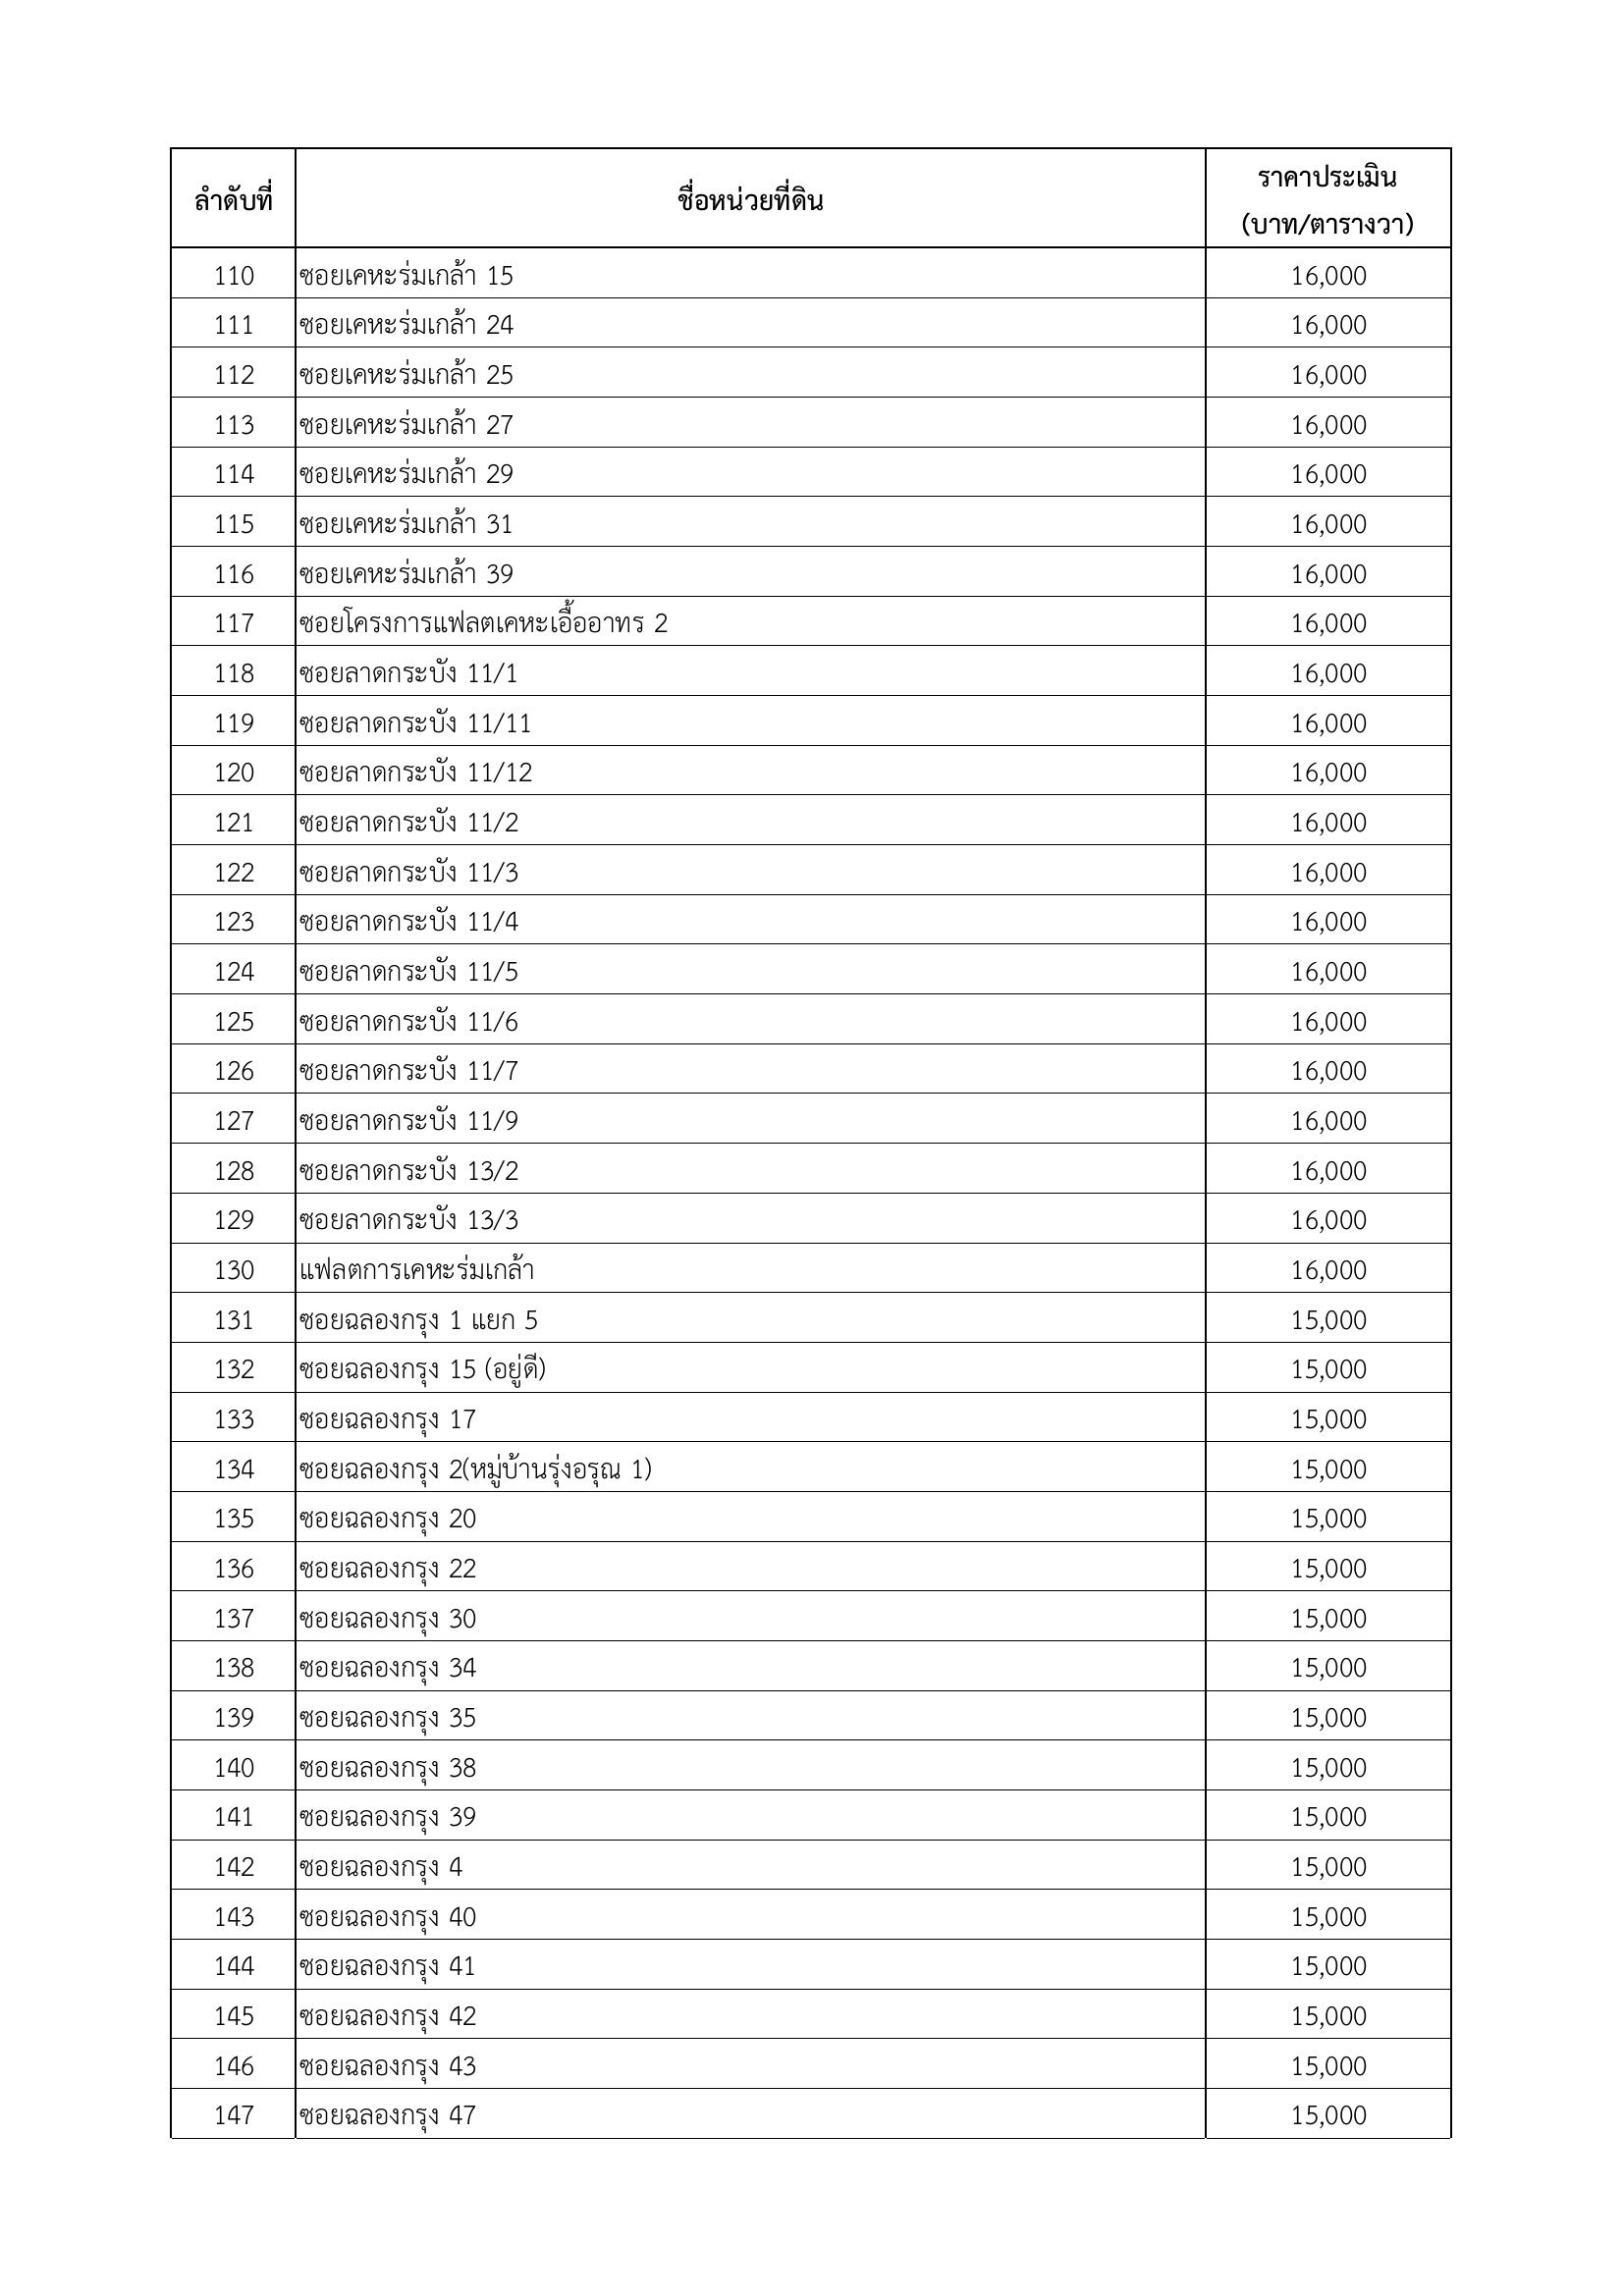 ลำดับที่ ชื่อหน่วยที่ดิน ราคาประเมิน (บาท/ตารางวา)
110 ซอยเคหะร่มเกล้า 15 16,000
111 ซอยเคหะร่มเกล้า 24 16,000
112 ซอยเคหะร่มเกล้า 25 16,000
113 ซอยเคหะร่มเกล้า 27 16,000
114 ซอยเคหะร่มเกล้า 29 16,000
115 ซอยเคหะร่มเกล้า 31 16,000
116 ซอยเคหะร่มเกล้า 39 16,000
117 ซอยโครงการแฟลตเคหะเอื้ออาทร 2 16,000
118 ซอยลาดกระบัง 11/1 16,000
119 ซอยลาดกระบัง 11/11 16,000
120 ซอยลาดกระบัง 11/12 16,000
121 ซอยลาดกระบัง 11/2 16,000
122 ซอยลาดกระบัง 11/3 16,000
123 ซอยลาดกระบัง 11/4 16,000
124 ซอยลาดกระบัง 11/5 16,000
125 ซอยลาดกระบัง 11/6 16,000
126 ซอยลาดกระบัง 11/7 16,000
127 ซอยลาดกระบัง 11/9 16,000
128 ซอยลาดกระบัง 13/2 16,000
129 ซอยลาดกระบัง 13/3 16,000
130 แฟลตการเคหะร่มเกล้า 16,000
131 ซอยฉลองกรุง 1 แยก 5 15,000
132 ซอยฉลองกรุง 15 (อยู่ดี) 15,000
133 ซอยฉลองกรุง 17 15,000
134 ซอยฉลองกรุง 2(หมู่บ้านรุ่งอรุณ 1) 15,000
135 ซอยฉลองกรุง 20 15,000
136 ซอยฉลองกรุง 22 15,000
137 ซอยฉลองกรุง 30 15,000
138 ซอยฉลองกรุง 34 15,000
139 ซอยฉลองกรุง 35 15,000
140 ซอยฉลองกรุง 38 15,000
141 ซอยฉลองกรุง 39 15,000
142 ซอยฉลองกรุง 4 15,000
143 ซอยฉลองกรุง 40 15,000
144 ซอยฉลองกรุง 41 15,000
145 ซอยฉลองกรุง 42 15,000
146 ซอยฉลองกรุง 43 15,000
147 ซอยฉลองกรุง 47 15,000